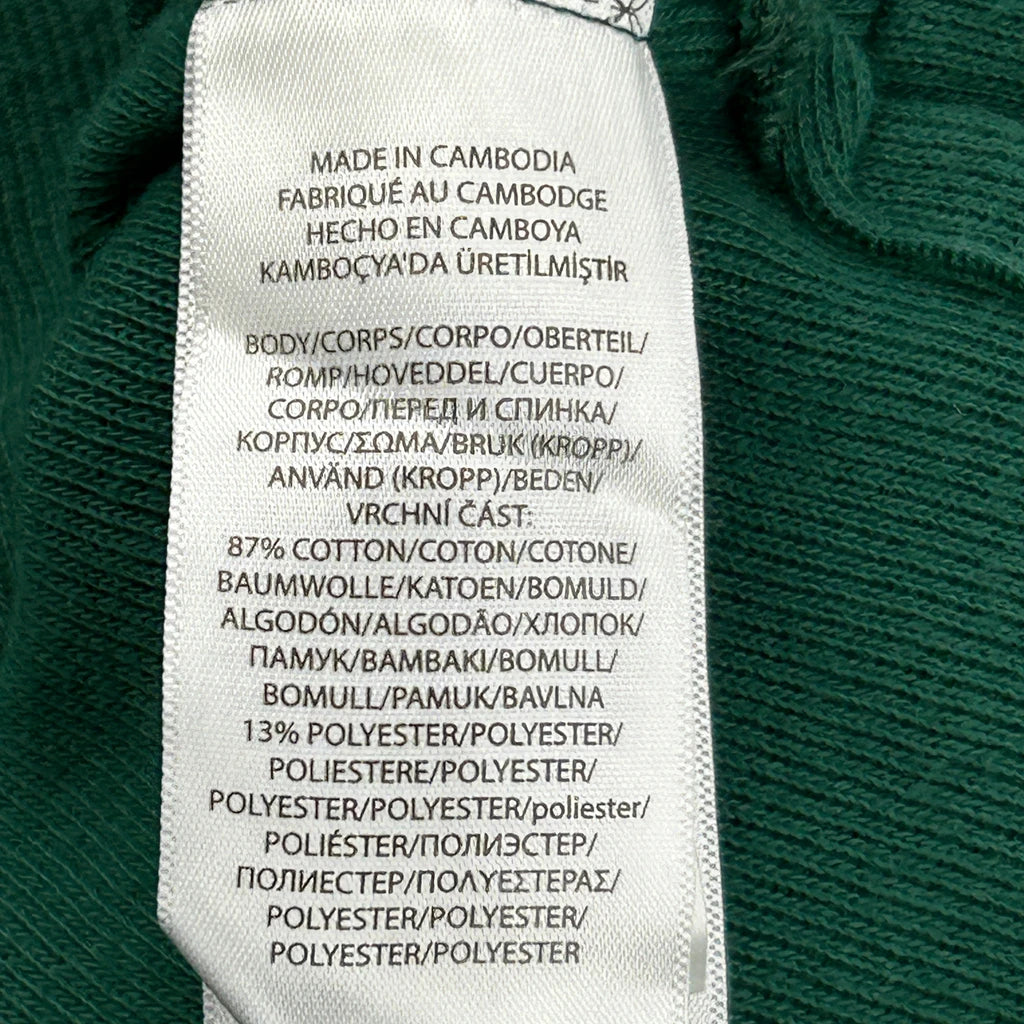 MADE IN CAMBODIA
FABRIQUÉ AU CAMBODGE
HECHO EN CAMBOYA
KAMBOÇYA'DA ÜRETİLMİŞTİR
BODY/CORPS/CORPO/OBERTEIL/
ROMP/HOVEDDEL/CUERPO/
CORPO/ПЕРЕД И СПИНКА/
КОРПУС/ΣΩΜΑ/BRUK (KROPP)/
ANVÄND (KROPP)/BEDEN/
VRCHNÍ ČÁST:
87% COTTON/COTON/COTONE/
BAUMWOLLE/KATOEN/BOMULD/
ALGODÓN/ALGODÃO/ХЛОПОК/
ПАМУК/ΒΑΜΒΑΚΙ/BOMULL/
BOMULL/PAMUK/BAVLNA
13% POLYESTER/POLYESTER/
POLIESTERE/POLYESTER/
POLYESTER/POLYESTER/poliester/
POLIÉSTER/ПОЛИЭСТЕР/
ПОЛИЕСТЕР/ΠΟΛΥΕΣΤΕΡΑΣ/
POLYESTER/POLYESTER/
POLYESTER/POLYESTER